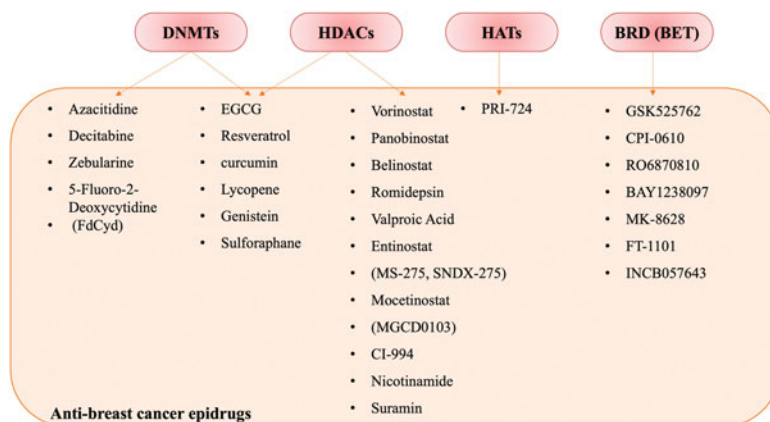 DNMTs
HDACs
HATs
BRD (BET)
• Azacitidine
• Decitabine
• Zebularine
• 5-Fluoro-2-
Deoxycytidine
• (FdCyd)
• EGCG
• Resveratrol
• curcumin
• Lycopene
• Genistein
• Sulforaphane
• Vorinostat
• Panobinostat
• Belinostat
• Romidepsin
• Valproic Acid
• Entinostat
• (MS-275, SNDX-275)
• Mocetinostat
• (MGCD0103)
• CI-994
• Nicotinamide
• Suramin
• PRI-724
• GSK525762
• CPI-0610
• RO6870810
• BAY1238097
• MK-8628
• FT-1101
• INCB057643
Anti-breast cancer epidrugs